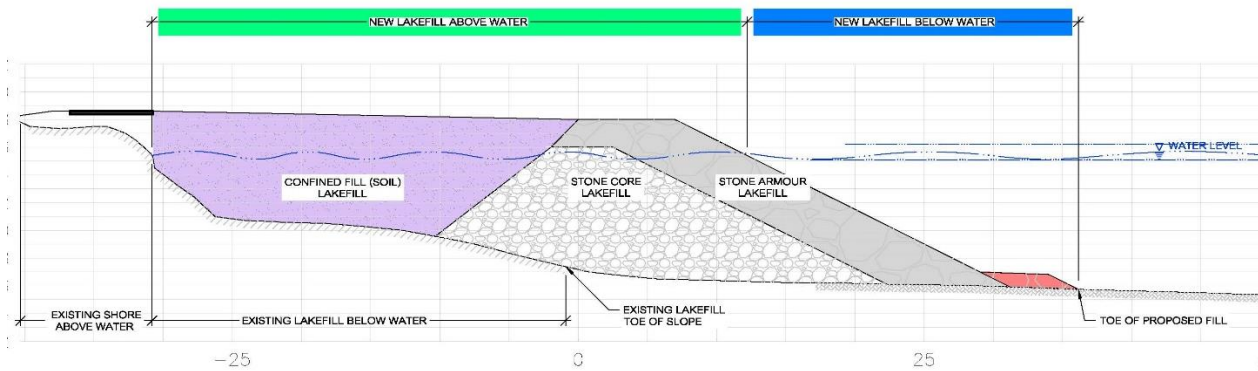 NEW LAKEFILL ABOVE WATER
NEW LAKEFILL BELOW WATER
WATER LEVEL
CONFINED FILL (SOIL)
LAKEFILL
STONE CORE
LAKEFILL
STONE ARMOUR
LAKEFILL
EXISTING SHORE
ABOVE WATER
EXISTING LAKEFILL BELOW WATER
EXISTING LAKEFILL
TOE OF SLOPE
TOE OF PROPOSED FILL
-25
0
25